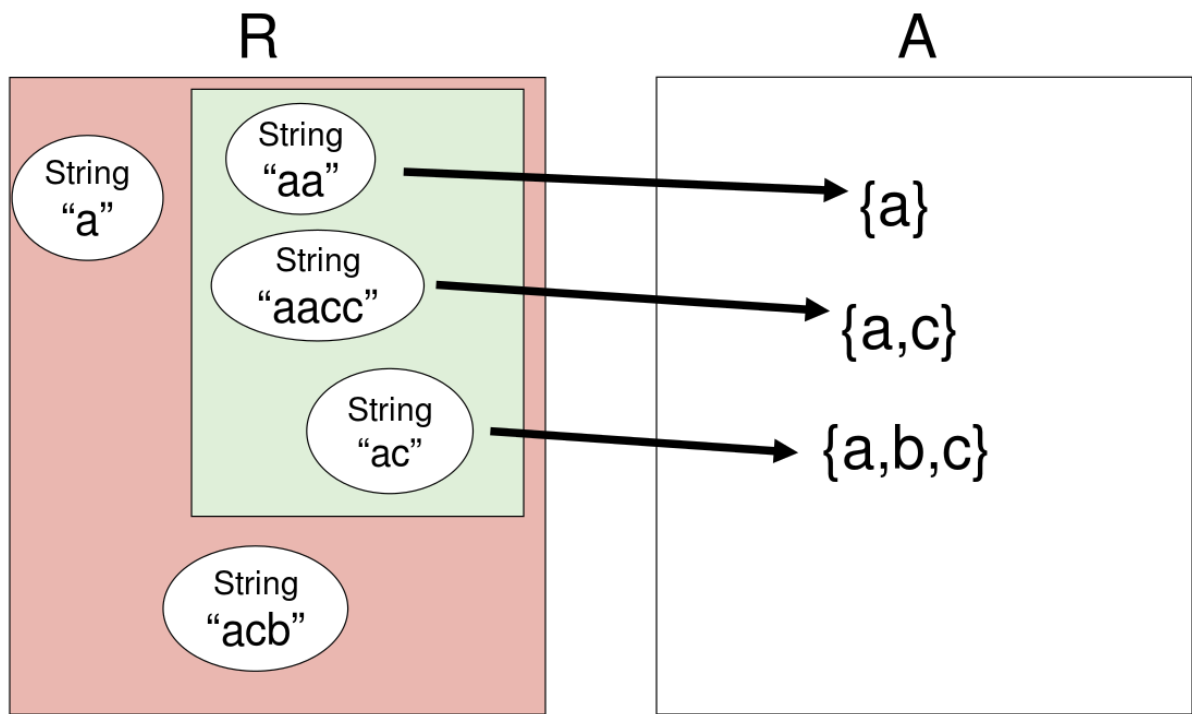 R
A
String
“a”
String
“aa”
{a}
String
“aacc”
{a,c}
String
“ac”
{a,b,c}
String
“acb”